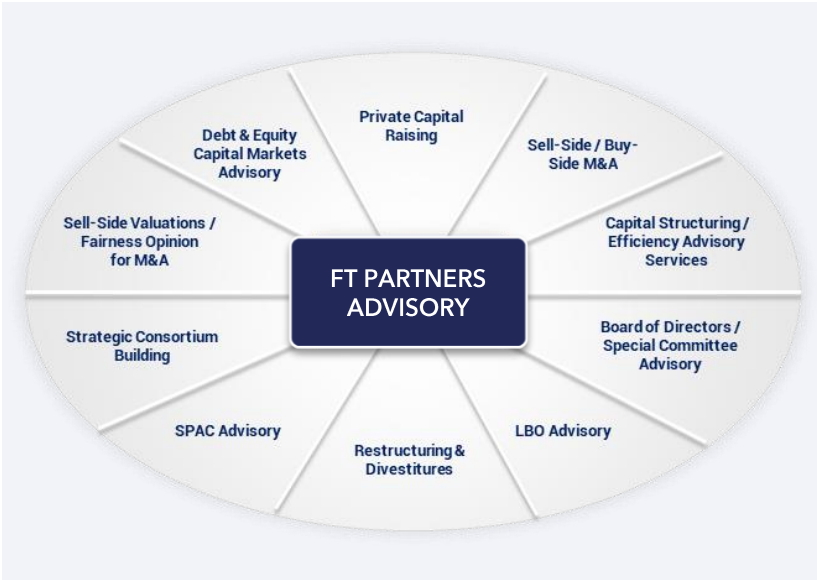 Private Capital
Raising
Sell-Side / Buy-
Side M&A
Capital Structuring /
Efficiency Advisory
Services
Board of Directors /
Special Committee
Advisory
LBO Advisory
Restructuring &
Divestitures
SPAC Advisory
Strategic Consortium
Building
Sell-Side Valuations /
Fairness Opinion
for M&A
Debt & Equity
Capital Markets
Advisory
FT PARTNERS
ADVISORY